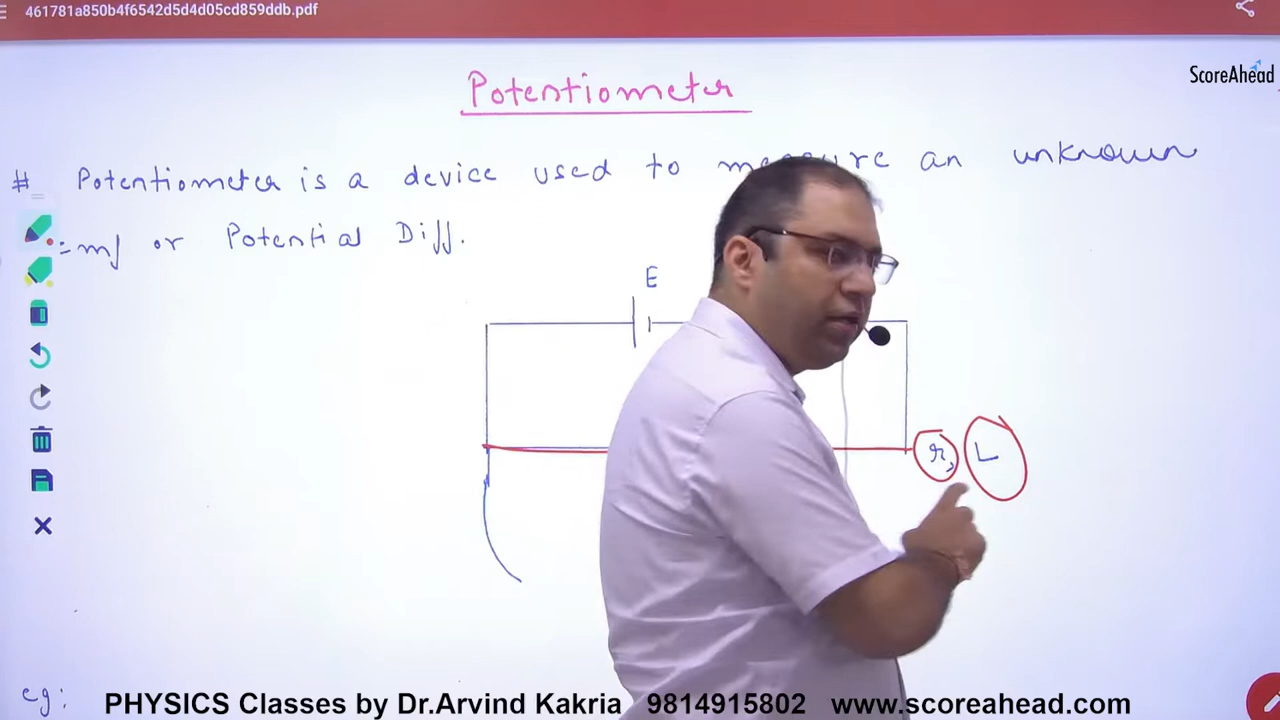 461781a850b4f6542d5d4d05cd859ddb.pdf
ScoreAhead
Potentiometer
# Potentiometer is a device used to measure an unknown
emf or Potential Diff.
E
r, L
eg:
PHYSICS Classes by Dr.Arvind Kakria 9814915802 www.scoreahead.com